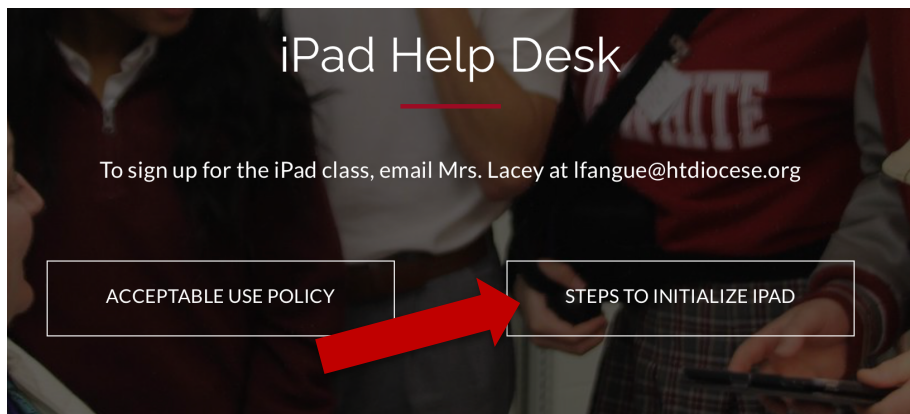 iPad Help Desk
To sign up for the iPad class, email Mrs. Lacey at lfangue@htdiocese.org
ACCEPTABLE USE POLICY
STEPS TO INITIALIZE IPAD